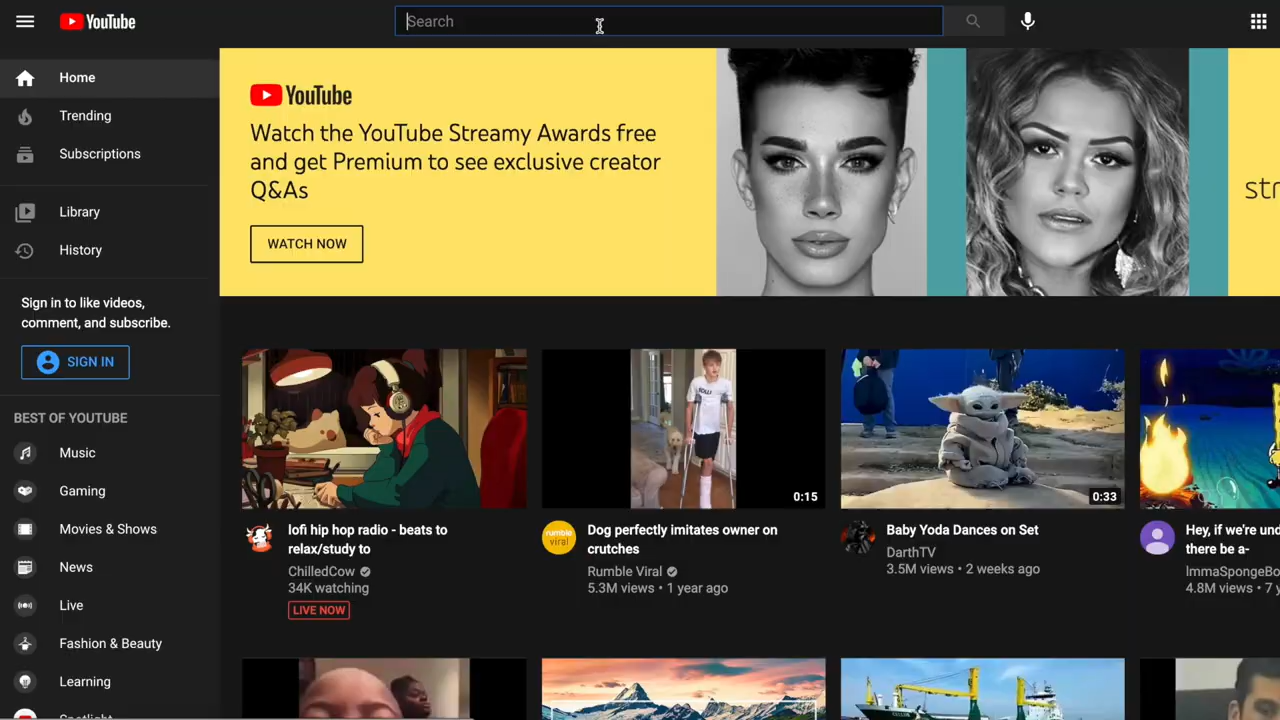 YouTube
Search
Home
Trending
Subscriptions
Library
History
Sign in to like videos,
comment, and subscribe.
SIGN IN
BEST OF YOUTUBE
Music
Gaming
Movies & Shows
News
Live
Fashion & Beauty
Learning
Spotlight
YouTube
Watch the YouTube Streamy Awards free
and get Premium to see exclusive creator
Q&As
WATCH NOW
str
lofi hip hop radio - beats to
relax/study to
ChilledCow
34K watching
LIVE NOW
0:15
rumble
viral
Dog perfectly imitates owner on
crutches
Rumble Viral
5.3M views • 1 year ago
0:33
Baby Yoda Dances on Set
DarthTV
3.5M views • 2 weeks ago
Hey, if we're und
there be a-
ImmaSpongeBo
4.8M views • 7 y